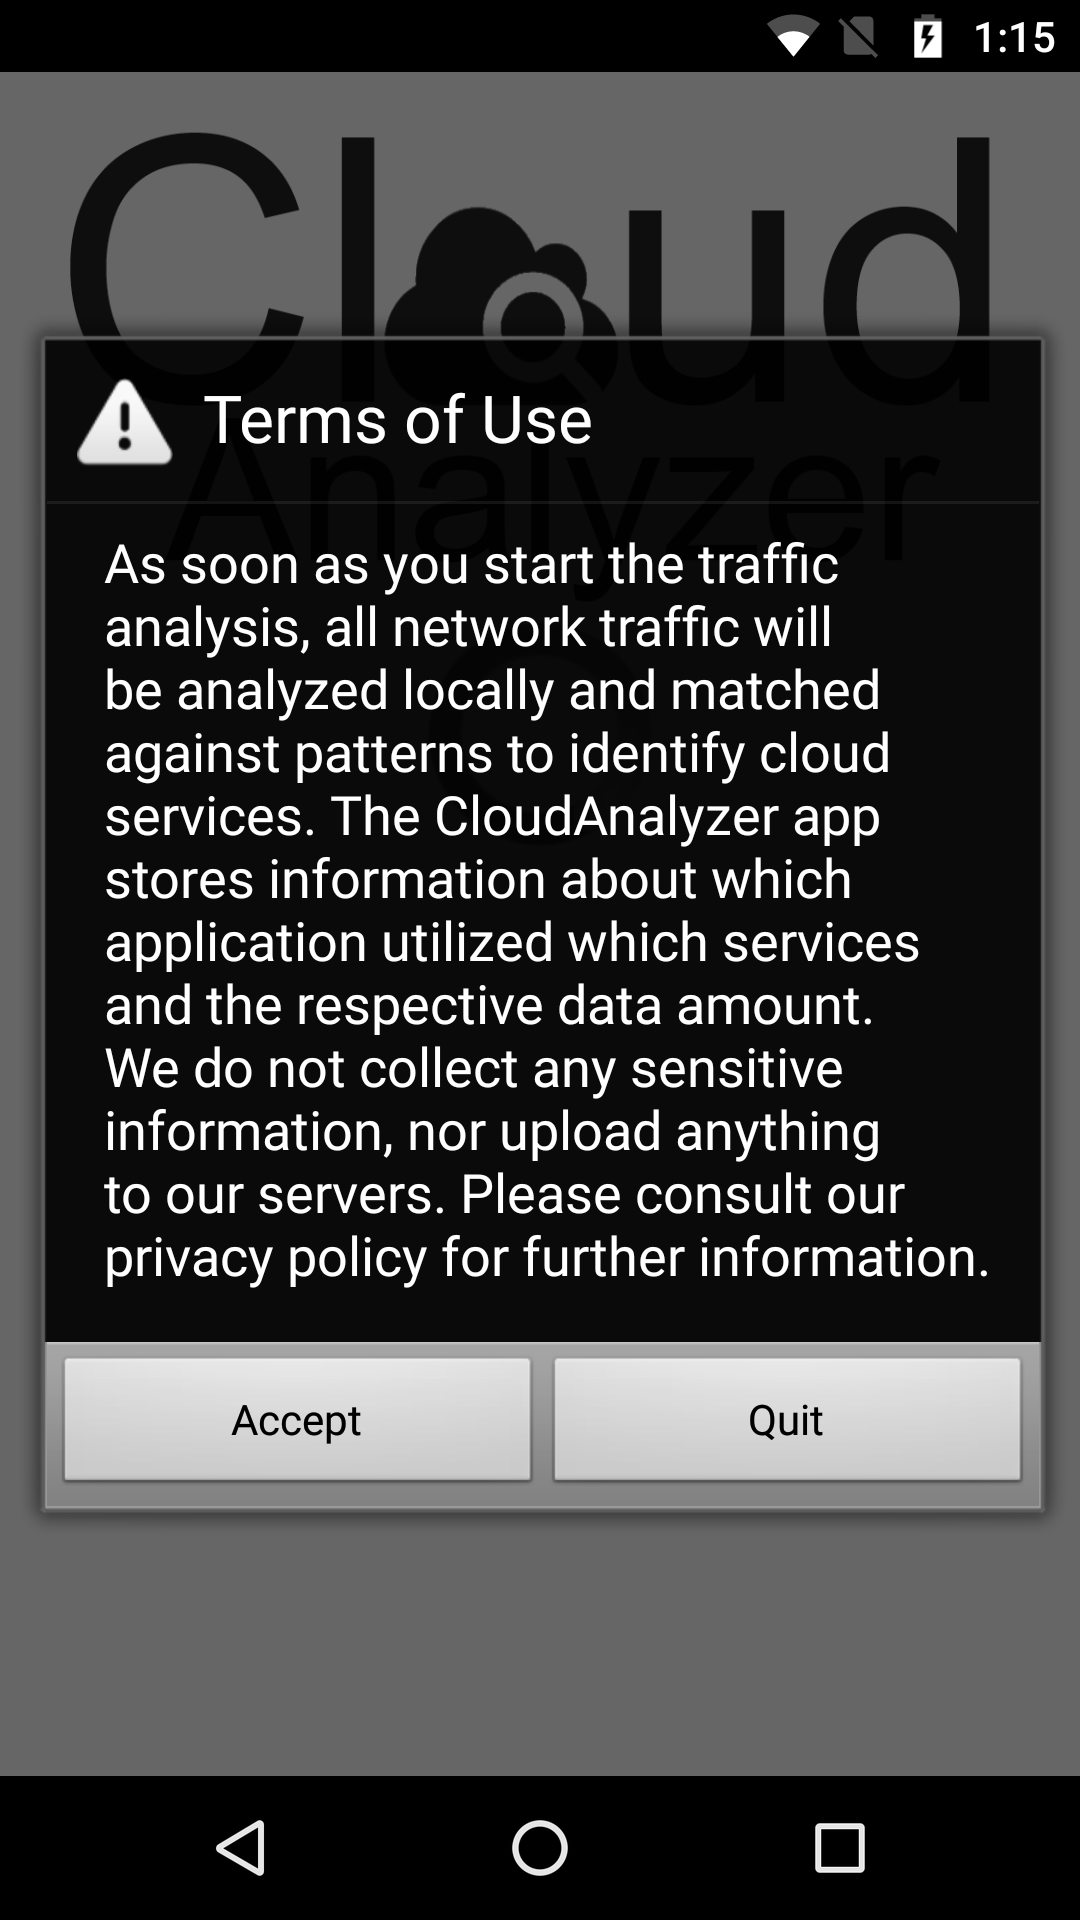 1:15
Cloud
Analyzer
Terms of Use
As soon as you start the traffic
analysis, all network traffic will
be analyzed locally and matched
against patterns to identify cloud
services. The CloudAnalyzer app
stores information about which
application utilized which services
and the respective data amount.
We do not collect any sensitive
information, nor upload anything
to our servers. Please consult our
privacy policy for further information.
Accept
Quit